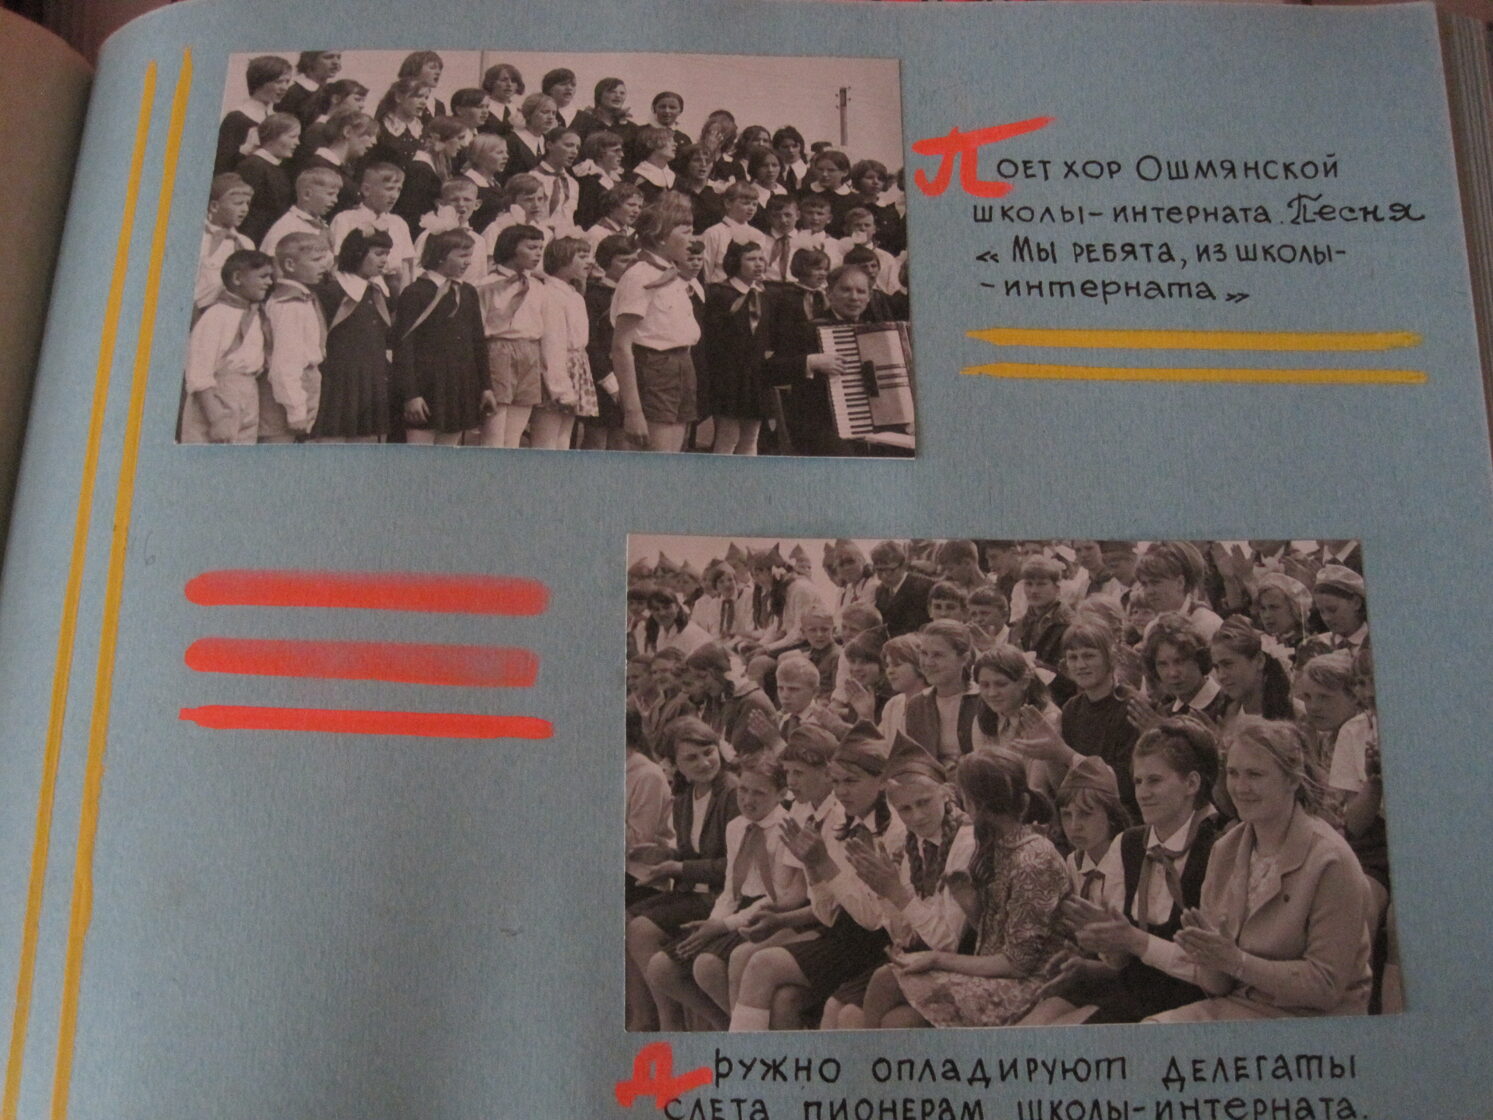 Поет хор Ошмянской
школы-интерната. Песня
« Мы ребята, из школы-
-интерната »
Дружно опладируют делегаты
слета пионерам школы-интерната.